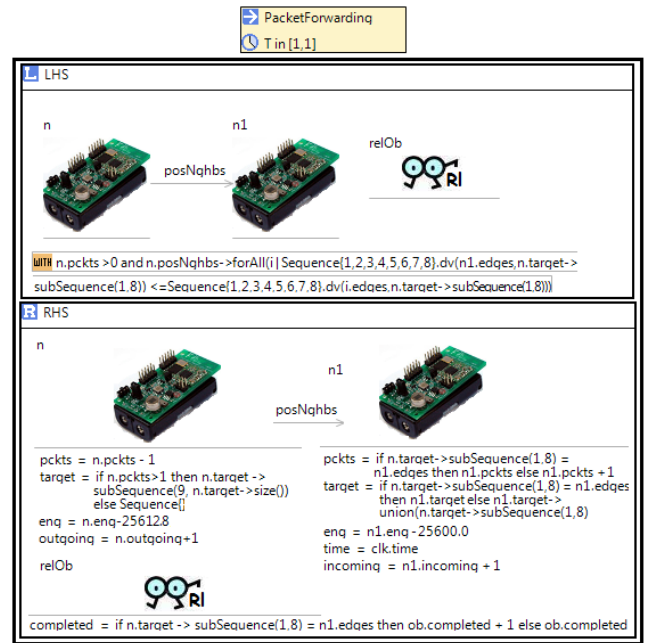 PacketForwarding
T in [1,1]
L LHS
n
n1
relOb
posNghbs
RI
WITH n.pckts >0 and n.posNghbs->forAll(i|Sequence{1,2,3,4,5,6,7,8}.dv(n1.edges,n.target->
subSequence(1,8)) <=Sequence{1,2,3,4,5,6,7,8}.dv(i.edges,n.target->subSequence(1,8)))
R RHS
n
n1
posNghbs
pckts = n.pckts - 1
target = if n.pckts>1 then n.target ->
subSequence(9, n.target->size())
else Sequence{}
eng = n.eng-25612.8
outgoing = n.outgoing+1
pckts = if n.target->subSequence(1,8) =
n1.edges then n1.pckts else n1.pckts + 1
target = if n.target->subSequence(1,8) = n1.edges
then n1.target else n1.target->
union(n.target->subSequence(1,8)
eng = n1.eng -25600.0
time = clk.time
incoming = n1.incoming + 1
relOb
RI
completed = if n.target -> subSequence(1,8) = n1.edges then ob.completed + 1 else ob.completed